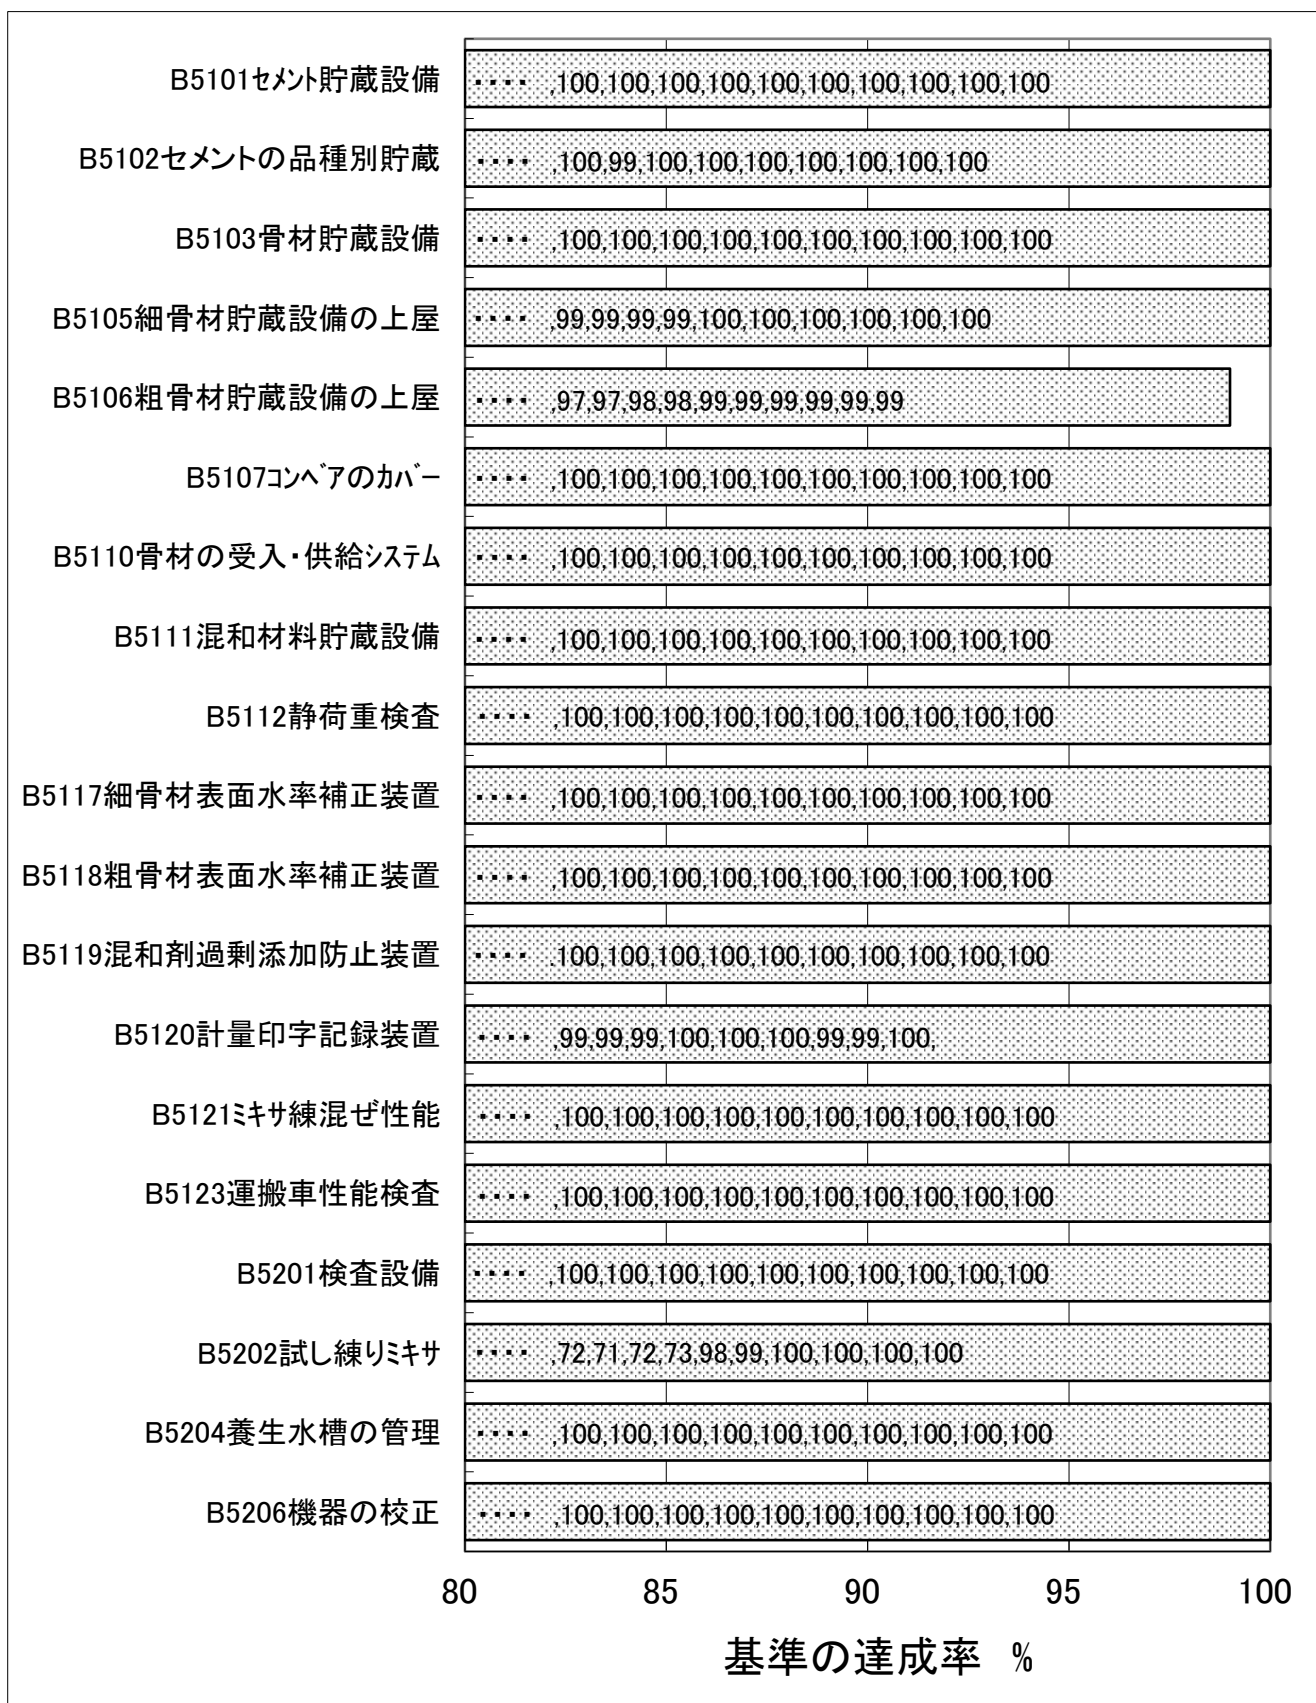 B5101セメント貯蔵設備 ‥‥ ,100,100,100,100,100,100,100,100,100,100
B5102セメントの品種別貯蔵 ‥‥ ,100,99,100,100,100,100,100,100,100
B5103骨材貯蔵設備 ‥‥ ,100,100,100,100,100,100,100,100,100,100
B5105細骨材貯蔵設備の上屋 ‥‥ ,99,99,99,99,100,100,100,100,100,100
B5106粗骨材貯蔵設備の上屋 ‥‥ ,97,97,98,98,99,99,99,99,99,99
B5107コンベアのカバー ‥‥ ,100,100,100,100,100,100,100,100,100,100
B5110骨材の受入・供給システム ‥‥ ,100,100,100,100,100,100,100,100,100,100
B5111混和材料貯蔵設備 ‥‥ ,100,100,100,100,100,100,100,100,100,100
B5112静荷重検査 ‥‥ ,100,100,100,100,100,100,100,100,100,100
B5117細骨材表面水率補正装置 ‥‥ ,100,100,100,100,100,100,100,100,100,100
B5118粗骨材表面水率補正装置 ‥‥ ,100,100,100,100,100,100,100,100,100,100
B5119混和剤過剰添加防止装置 ‥‥ .100,100,100,100,100,100,100,100,100,100
B5120計量印字記録装置 ‥‥ ,99,99,99,100,100,100,99,99,100,
B5121ミキサ練混ぜ性能 ‥‥ ,100,100,100,100,100,100,100,100,100,100
B5123運搬車性能検査 ‥‥ ,100,100,100,100,100,100,100,100,100,100
B5201検査設備 ‥‥ ,100,100,100,100,100,100,100,100,100,100
B5202試し練りミキサ ‥‥ ,72,71,72,73,98,99,100,100,100,100
B5204養生水槽の管理 ‥‥ ,100,100,100,100,100,100,100,100,100,100
B5206機器の校正 ‥‥ ,100,100,100,100,100,100,100,100,100,100
80 85 90 95 100
基準の達成率 %